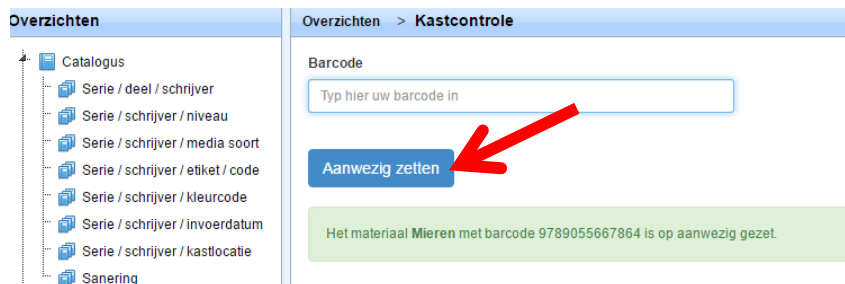 Overzichten
Catalogus
Serie / deel / schrijver
Serie / schrijver / niveau
Serie / schrijver / media soort
Serie / schrijver / etiket / code
Serie / schrijver / kleurcode
Serie / schrijver / invoerdatum
Serie / schrijver / kastlocatie
Sanering
Overzichten > Kastcontrole
Barcode
Typ hier uw barcode in
Aanwezig zetten
Het materiaal Mieren met barcode 9789055667864 is op aanwezig gezet.